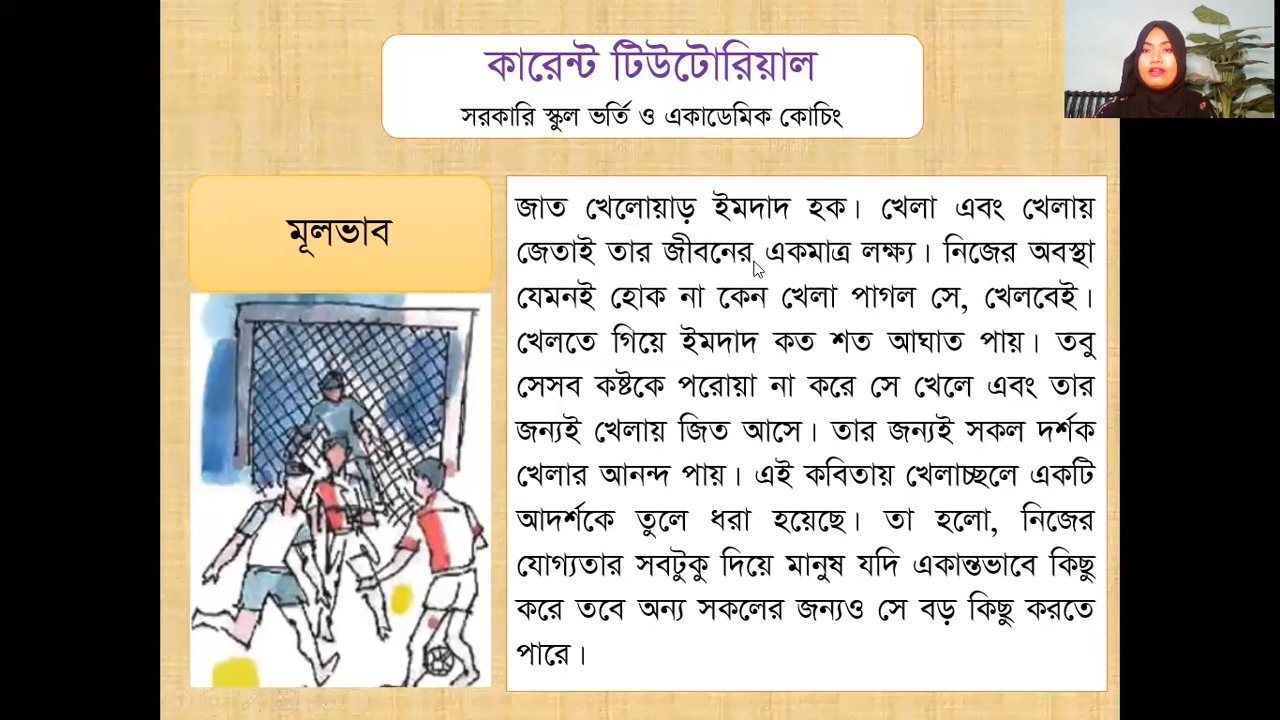 কারেন্ট টিউটোরিয়াল
সরকারি স্কুল ভর্তি ও একাডেমিক কোচিং
মূলভাব
জাত খেলোয়াড় ইমদাদ হক। খেলা এবং খেলায়
জেতাই তার জীবনের একমাত্র লক্ষ্য। নিজের অবস্থা
যেমনই হোক না কেন খেলা পাগল সে, খেলবেই।
খেলতে গিয়ে ইমদাদ কত শত আঘাত পায়। তবু
সেসব কষ্টকে পরোয়া না করে সে খেলে এবং তার
জন্যই খেলায় জিত আসে। তার জন্যই সকল দর্শক
খেলার আনন্দ পায়। এই কবিতায় খেলাচ্ছলে একটি
আদর্শকে তুলে ধরা হয়েছে। তা হলো, নিজের
যোগ্যতার সবটুকু দিয়ে মানুষ যদি একান্তভাবে কিছু
করে তবে অন্য সকলের জন্যও সে বড় কিছু করতে
পারে।